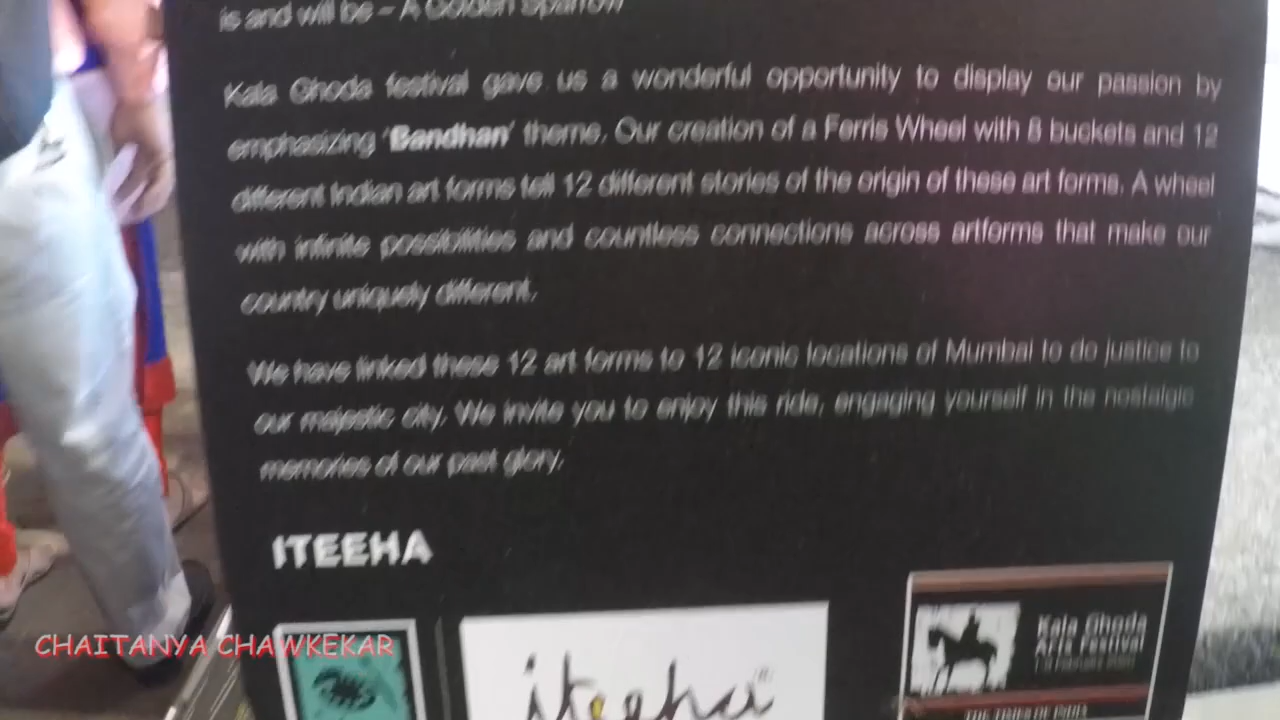 is and will be – A Golden Sparrow
Kala Ghoda festival gave us a wonderful opportunity to display our passion by
emphasizing 'Bandhan' theme. Our creation of a Ferris Wheel with 8 buckets and 12
different Indian art forms tell 12 different stories of the origin of these art forms. A wheel
with infinite possibilities and countless connections across artforms that make our
country uniquely different.
We have linked these 12 art forms to 12 iconic locations of Mumbai to do justice to
our majestic city. We invite you to enjoy this ride, engaging yourself in the nostalgic
memories of our past glory.
ITEEHA
CHAITANYA CHAWKEKAR
iteeha®
Kala Ghoda
Arts Festival
THE TIMES OF INDIA